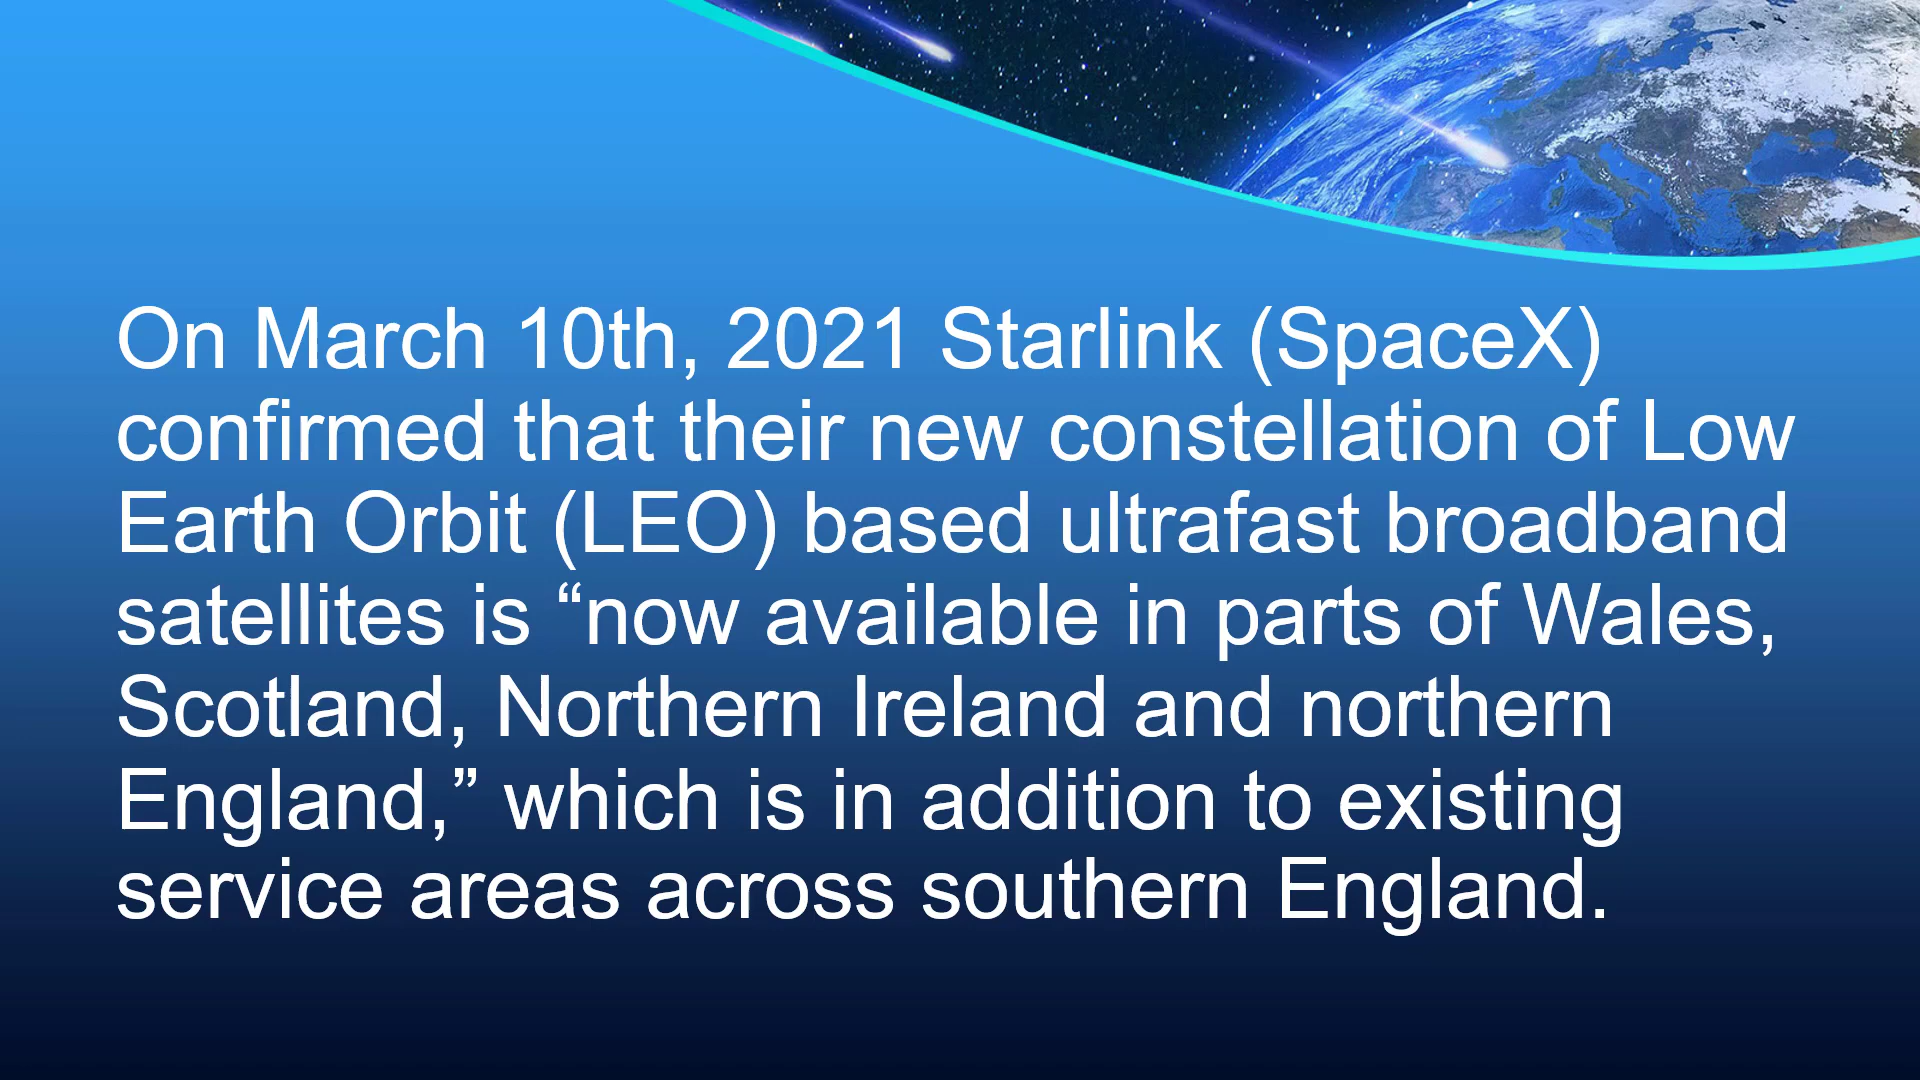 On March 10th, 2021 Starlink (SpaceX)
confirmed that their new constellation of Low
Earth Orbit (LEO) based ultrafast broadband
satellites is “now available in parts of Wales,
Scotland, Northern Ireland and northern
England,” which is in addition to existing
service areas across southern England.